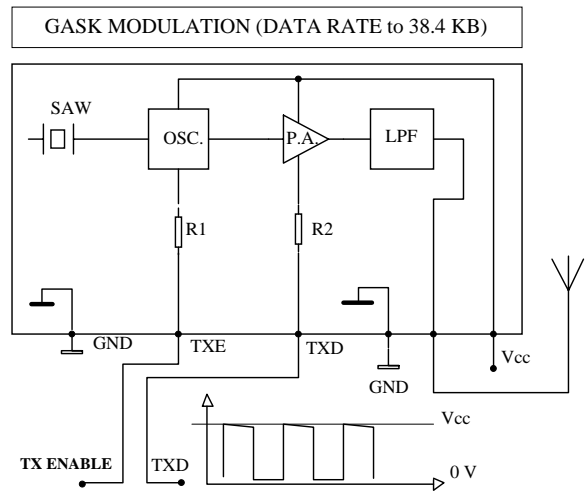 GASK MODULATION (DATA RATE to 38.4 KB)
SAW
OSC.
P.A.
LPF
R1
R2
GND
TXE
TXD
GND
Vcc
TX ENABLE
TXD
Vcc
0 V